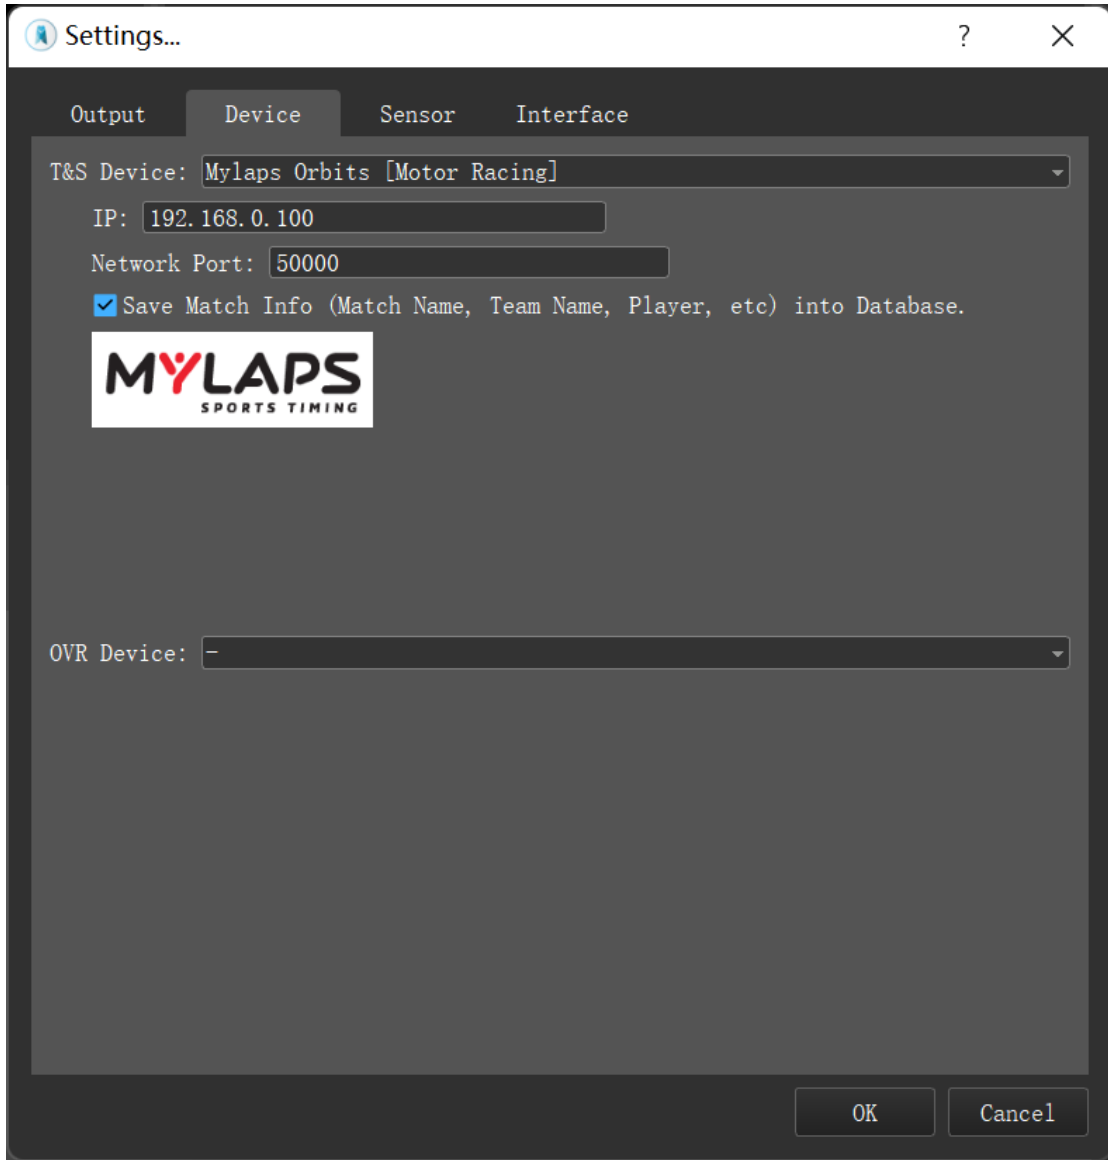 Settings...
?
Output Device Sensor Interface
T&S Device: Mylaps Orbits [Motor Racing]
IP: 192.168.0.100
Network Port: 50000
Save Match Info (Match Name, Team Name, Player, etc) into Database.
MYLAPS
SPORTS TIMING
OVR Device: -
OK Cancel